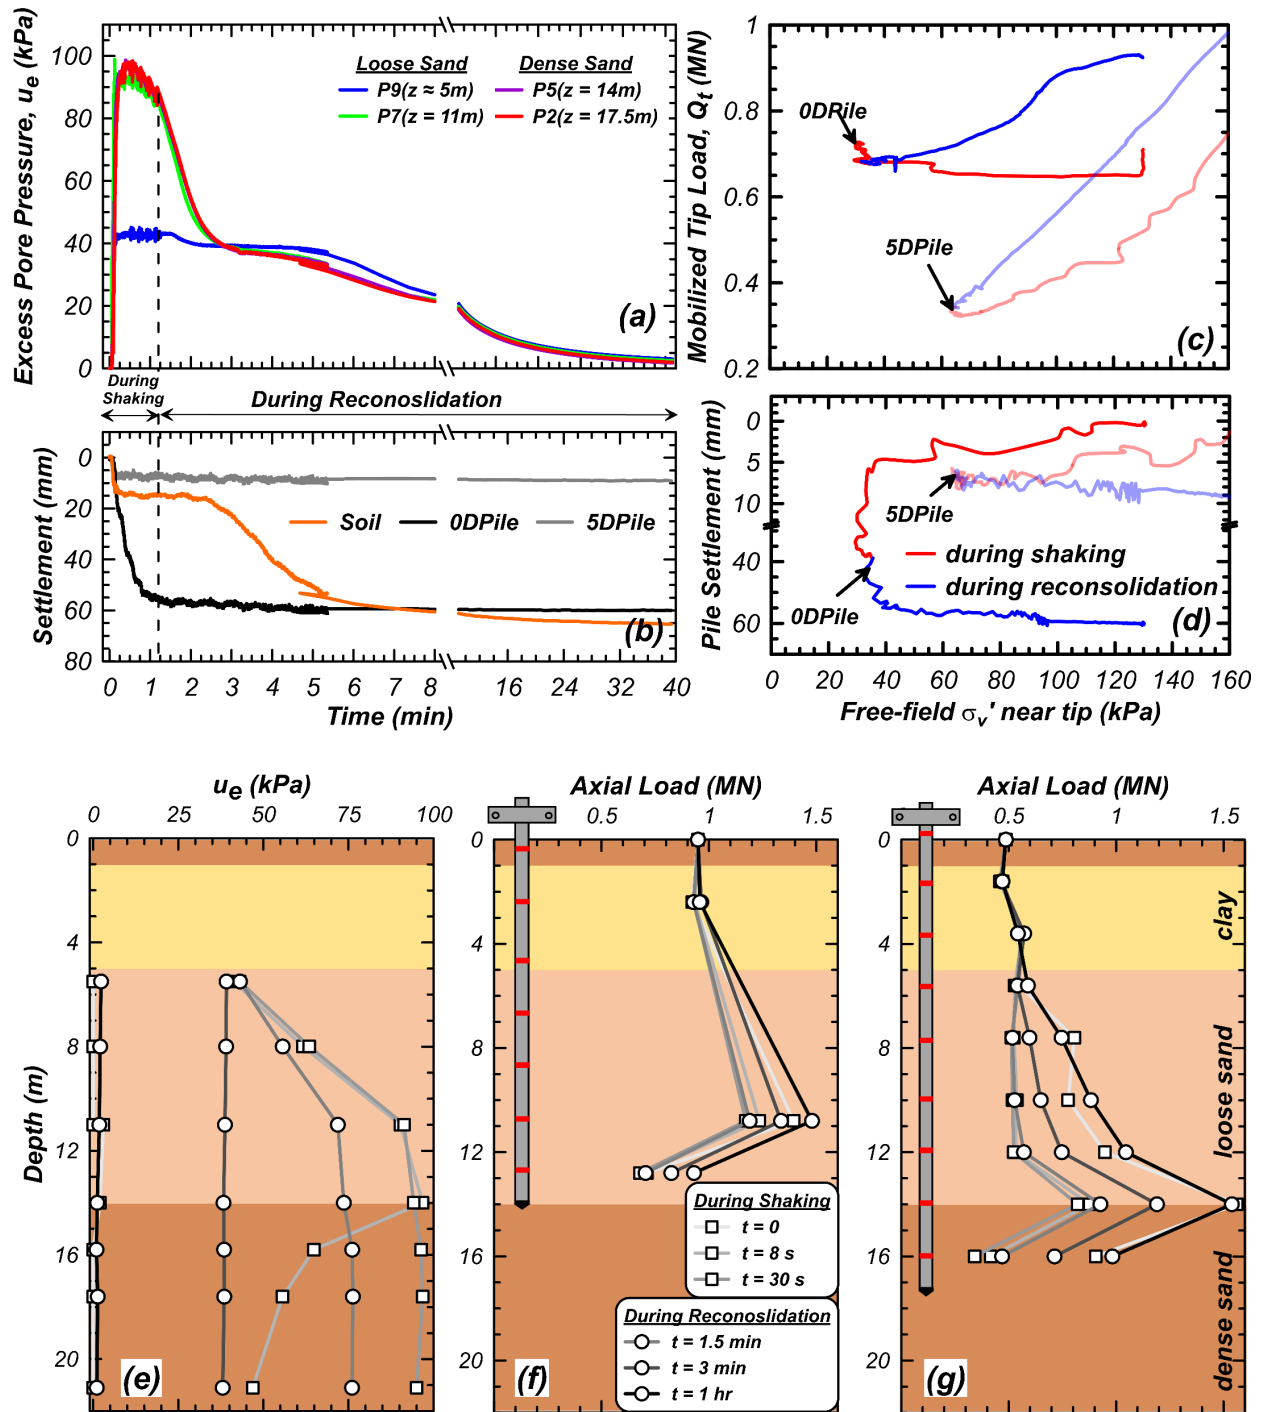 Excess Pore Pressure, ue (kPa)
100
80
60
40
20
0
Loose Sand Dense Sand
P9(z ≈ 5m) P5(z = 14m)
P7(z = 11m) P2(z = 17.5m)
(a)
During
Shaking
During Reconoslidation
Settlement (mm)
0
20
40
60
80
Soil 0DPile 5DPile
(b)
0 1 2 3 4 5 6 7 8 16 24 32 40
Time (min)
Mobilized Tip Load, Qt (MN)
1
0.8
0.6
0.4
0.2
0DPile
5DPile
(c)
Pile Settlement (mm)
0
5
10
40
60
5DPile
during shaking
during reconsolidation
0DPile
(d)
0 20 40 60 80 100 120 140 160
Free-field σv' near tip (kPa)
ue (kPa)
0 25 50 75 100
Depth (m)
0
4
8
12
16
20
(e)
Axial Load (MN)
0.5 1 1.5
0
4
8
12
16
20
During Shaking
t = 0
t = 8 s
t = 30 s
During Reconoslidation
t = 1.5 min
t = 3 min
t = 1 hr
(f)
Axial Load (MN)
0.5 1 1.5
0
4
8
12
16
20
clay
loose sand
dense sand
(g)